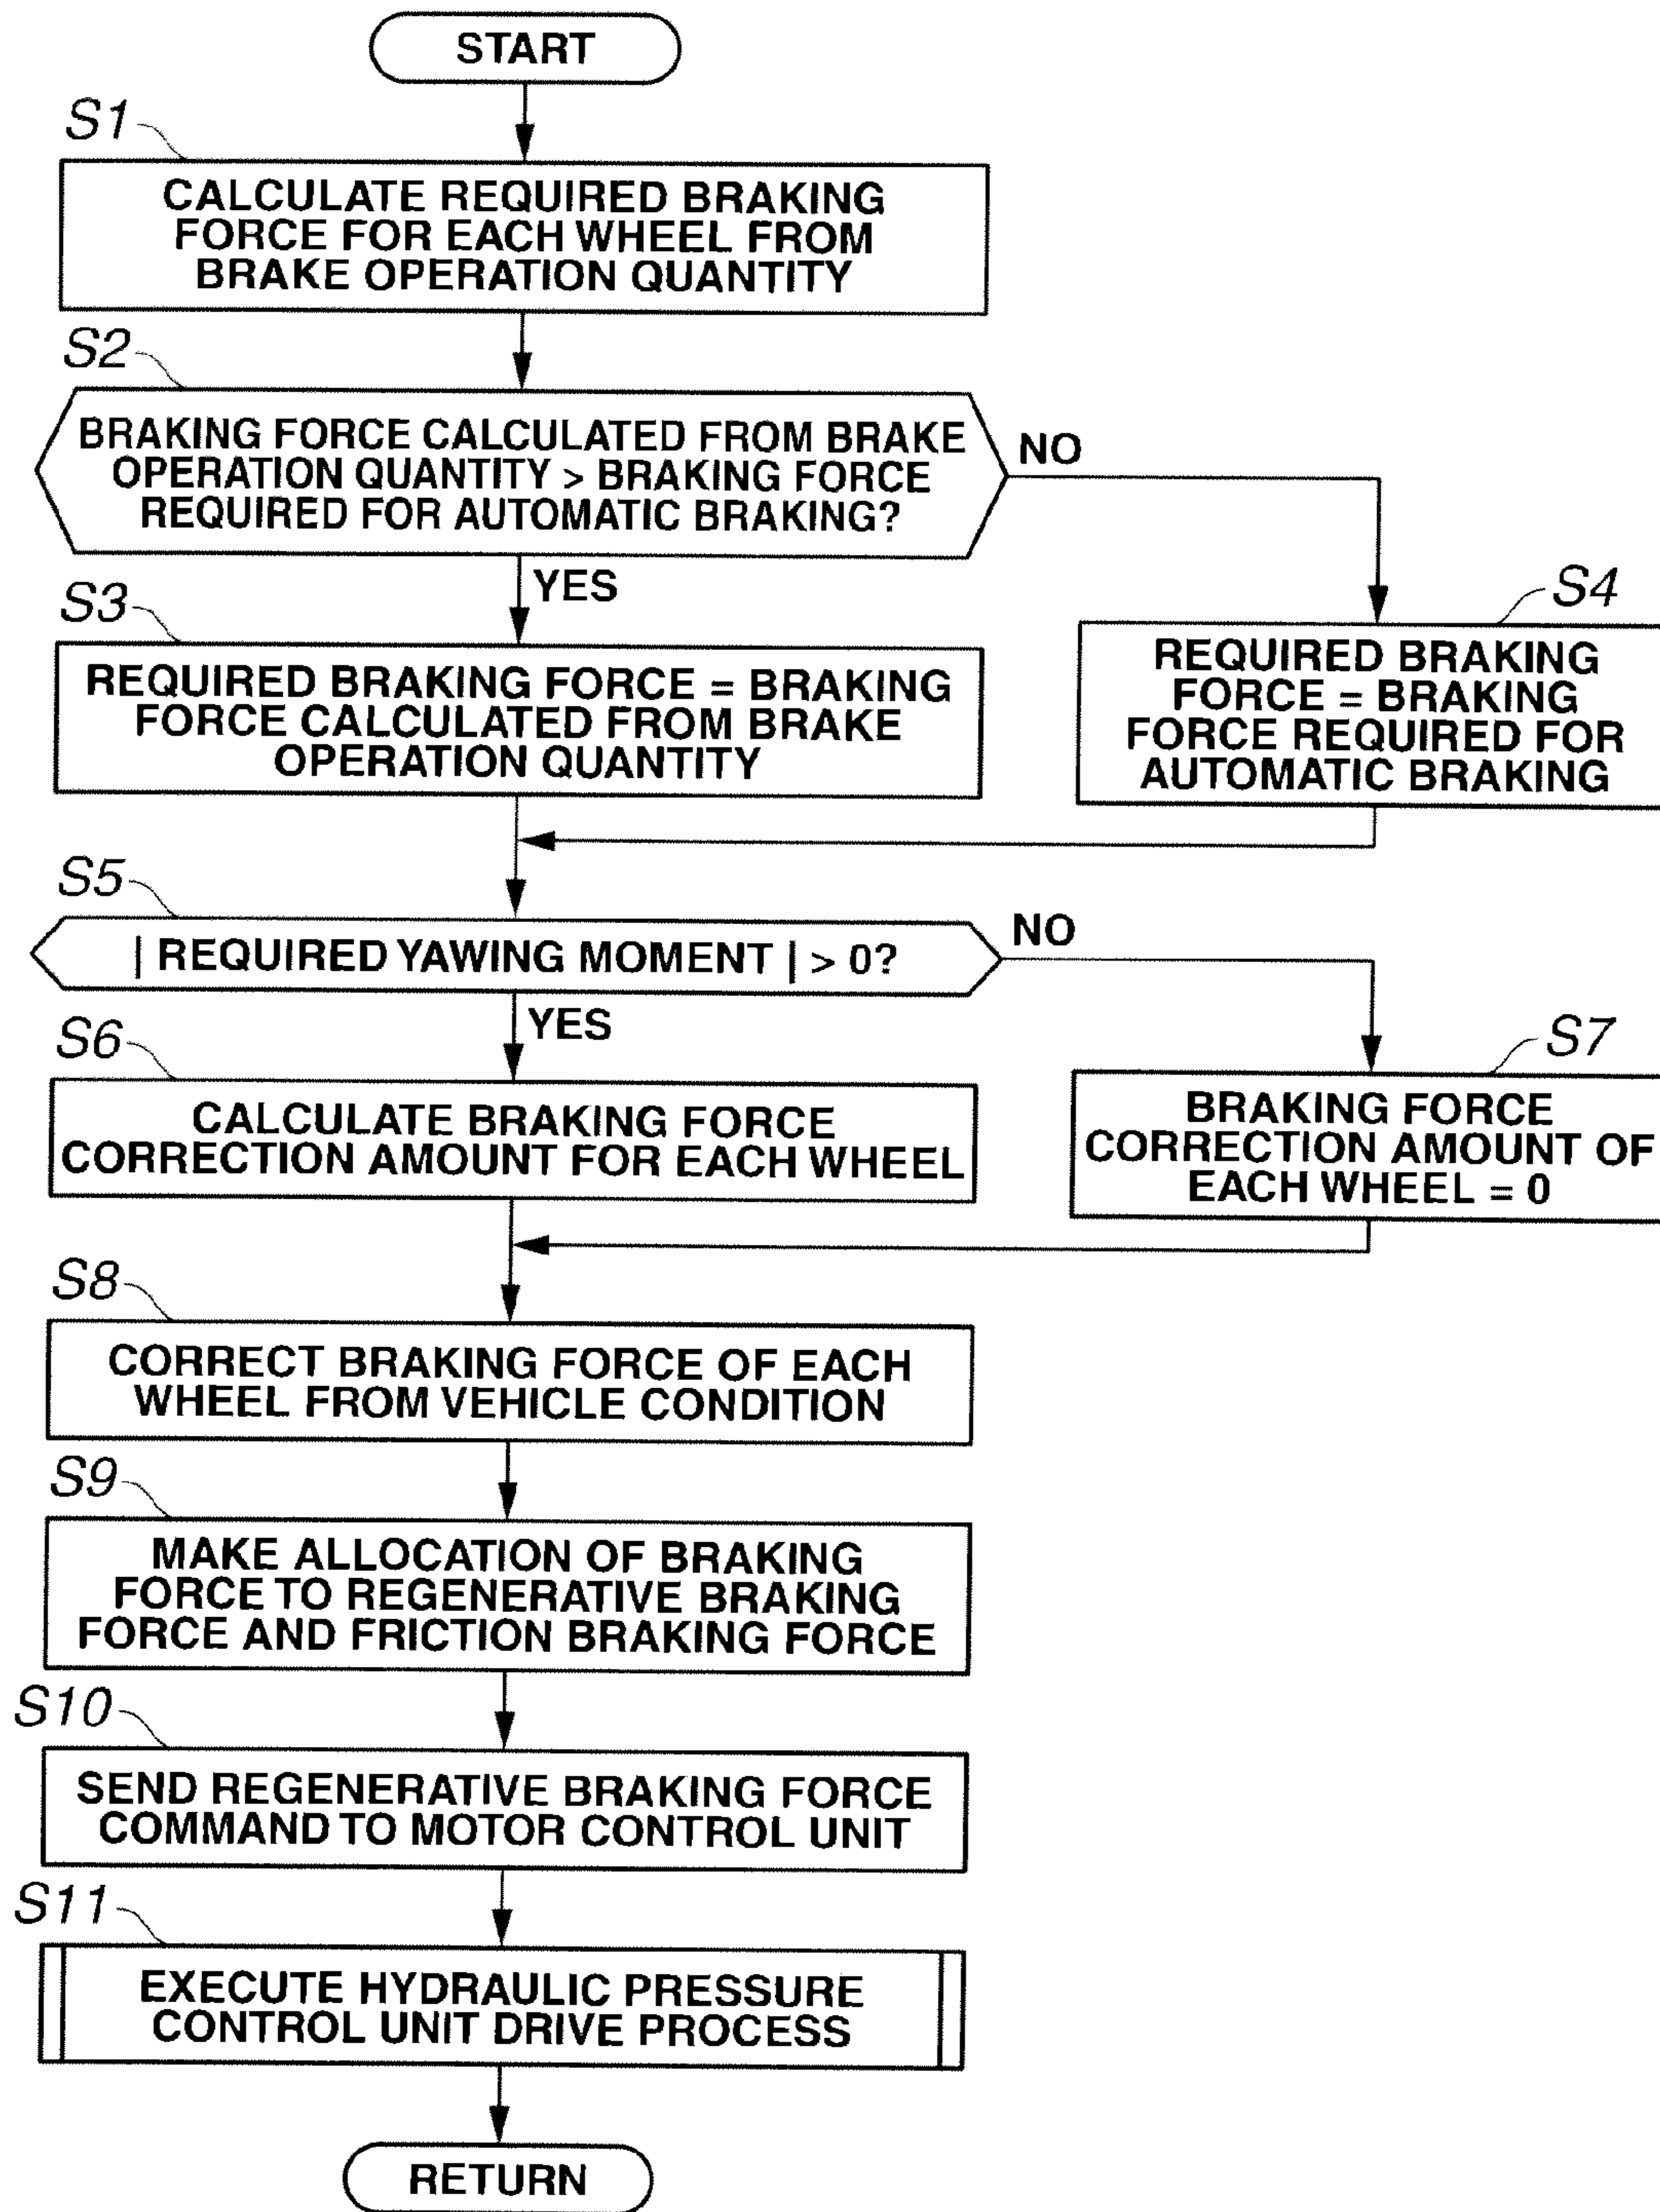 START
S1
CALCULATE REQUIRED BRAKING
FORCE FOR EACH WHEEL FROM
BRAKE OPERATION QUANTITY
S2
BRAKING FORCE CALCULATED FROM BRAKE
OPERATION QUANTITY > BRAKING FORCE
REQUIRED FOR AUTOMATIC BRAKING?
NO
YES
S3
REQUIRED BRAKING FORCE = BRAKING
FORCE CALCULATED FROM BRAKE
OPERATION QUANTITY
S4
REQUIRED BRAKING
FORCE = BRAKING
FORCE REQUIRED FOR
AUTOMATIC BRAKING
S5
| REQUIRED YAWING MOMENT | > 0?
NO
YES
S6
CALCULATE BRAKING FORCE
CORRECTION AMOUNT FOR EACH WHEEL
S7
BRAKING FORCE
CORRECTION AMOUNT OF
EACH WHEEL = 0
S8
CORRECT BRAKING FORCE OF EACH
WHEEL FROM VEHICLE CONDITION
S9
MAKE ALLOCATION OF BRAKING
FORCE TO REGENERATIVE BRAKING
FORCE AND FRICTION BRAKING FORCE
S10
SEND REGENERATIVE BRAKING FORCE
COMMAND TO MOTOR CONTROL UNIT
S11
EXECUTE HYDRAULIC PRESSURE
CONTROL UNIT DRIVE PROCESS
RETURN